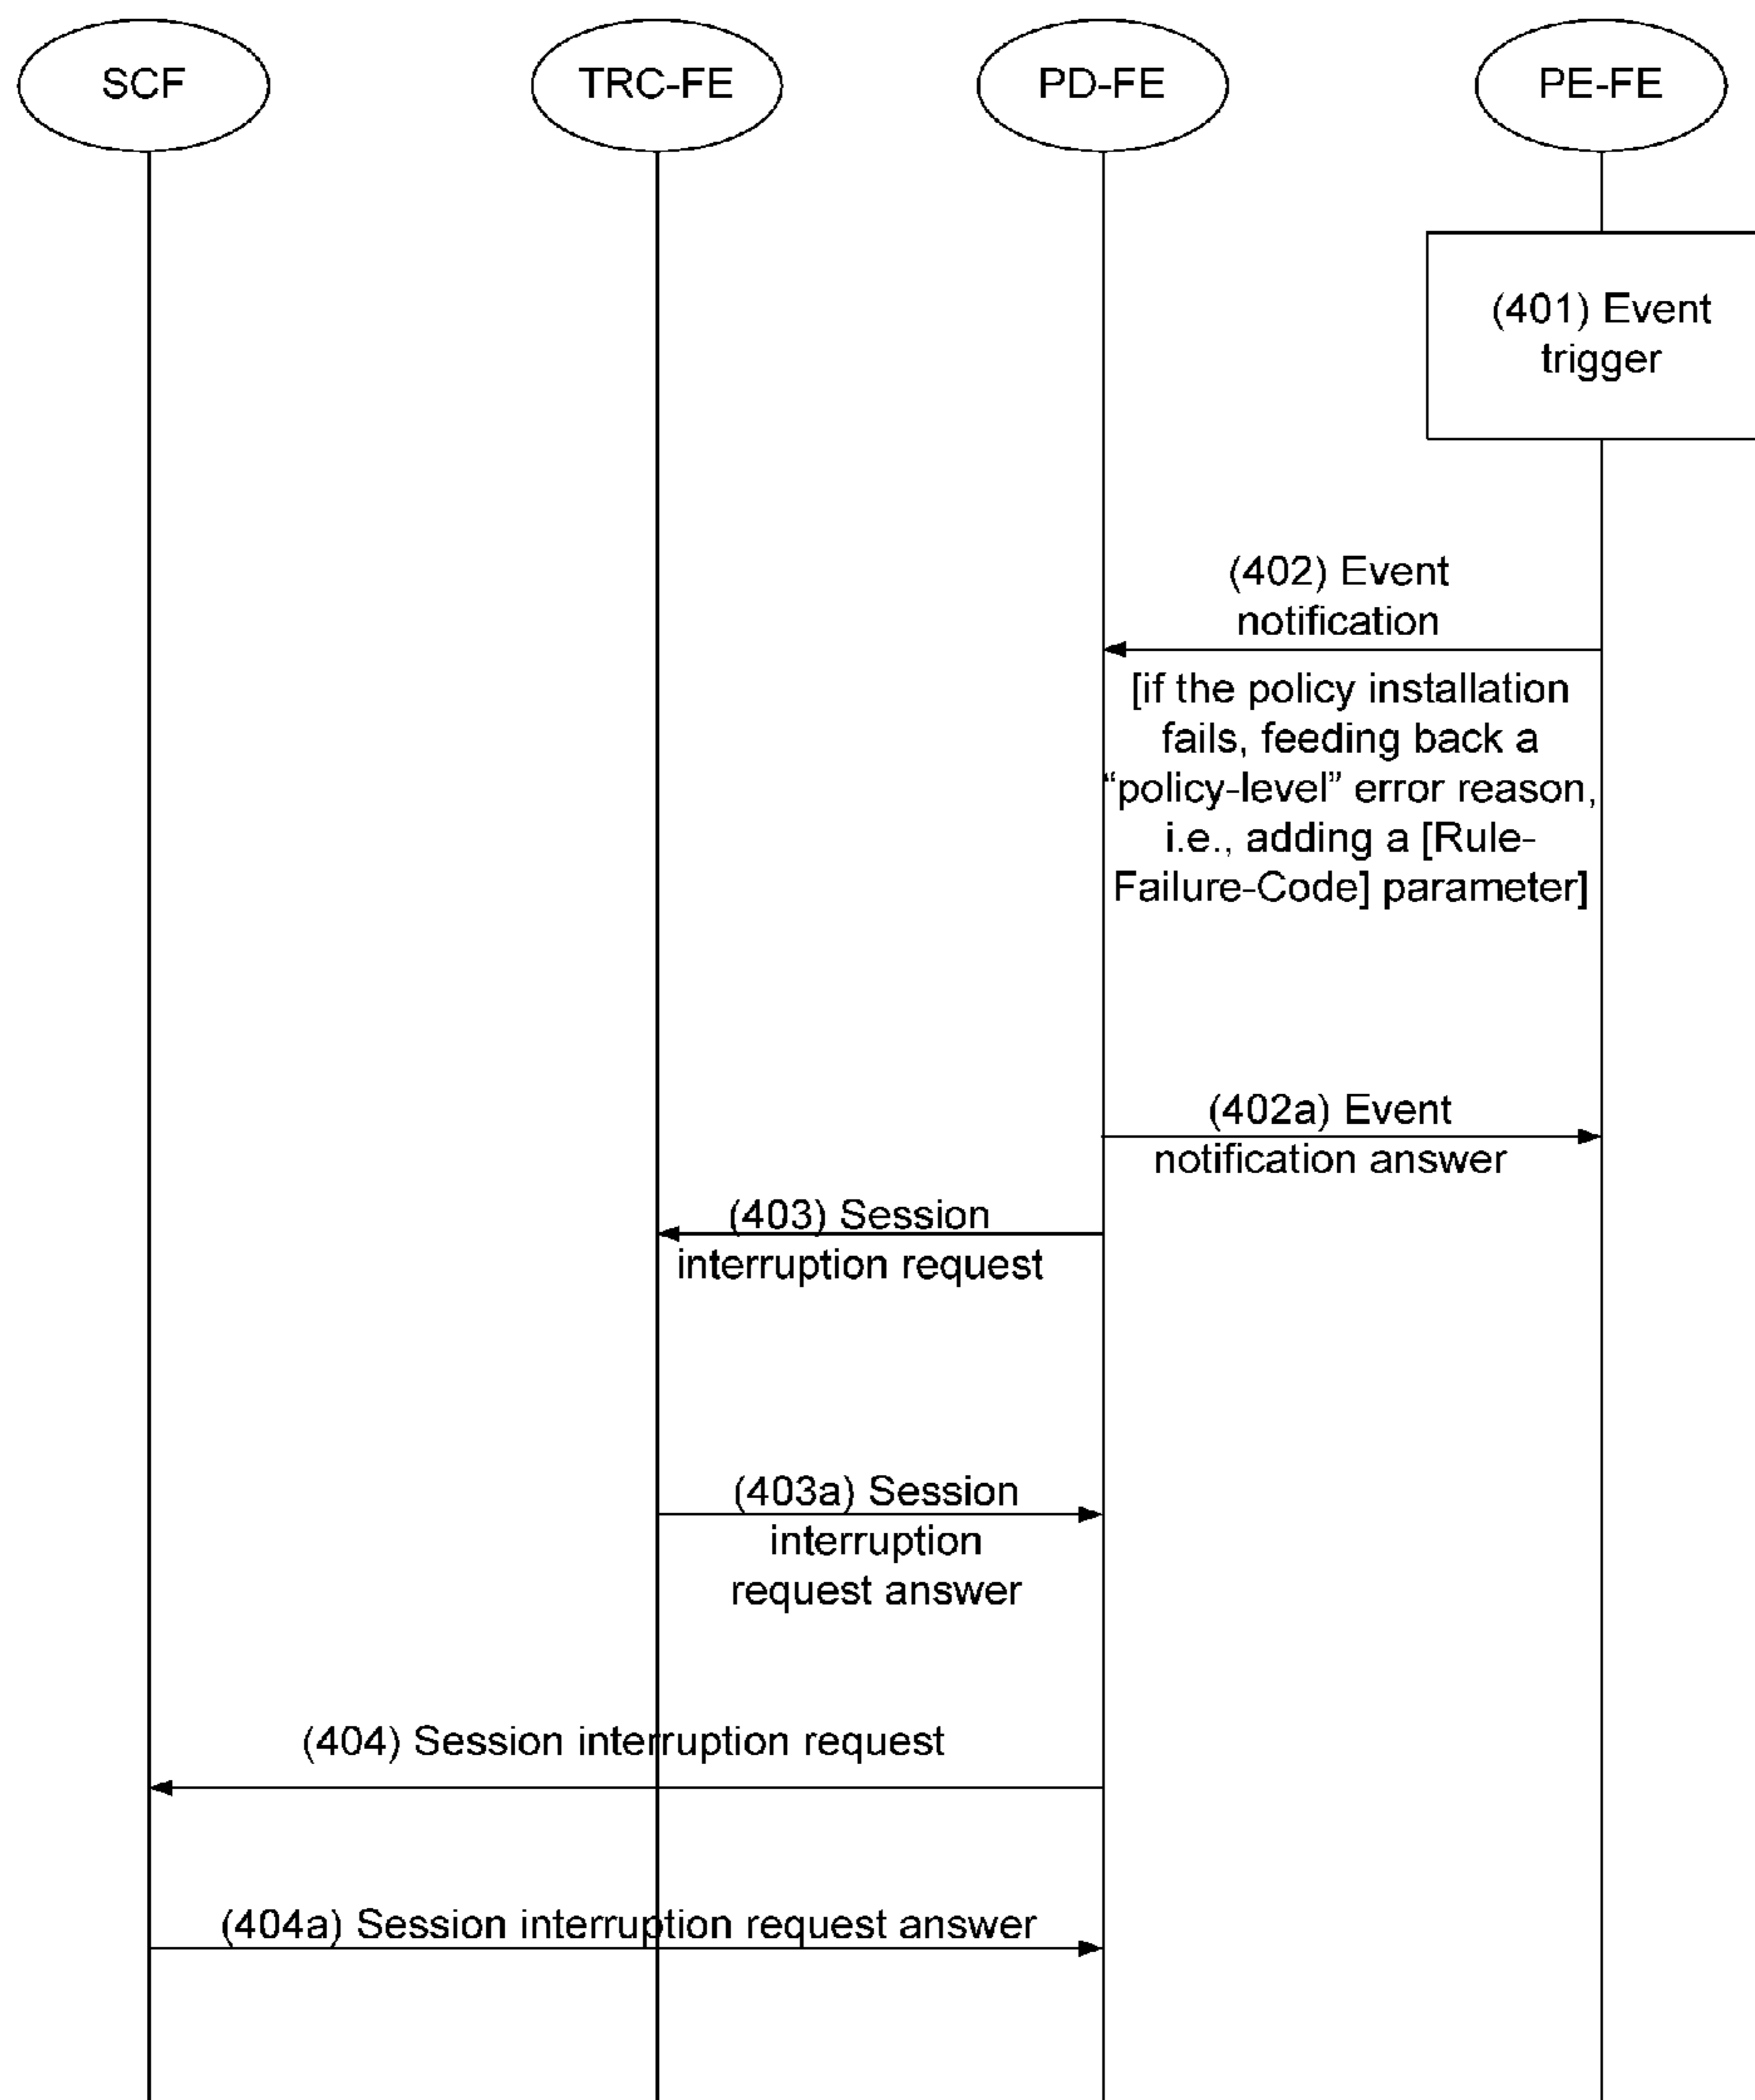 SCF
TRC-FE
PD-FE
PE-FE
(401) Event
trigger
(402) Event
notification
[if the policy installation
fails, feeding back a
“policy-level” error reason,
i.e., adding a [Rule-
Failure-Code] parameter]
(402a) Event
notification answer
(403) Session
interruption request
(403a) Session
interruption
request answer
(404) Session interruption request
(404a) Session interruption request answer